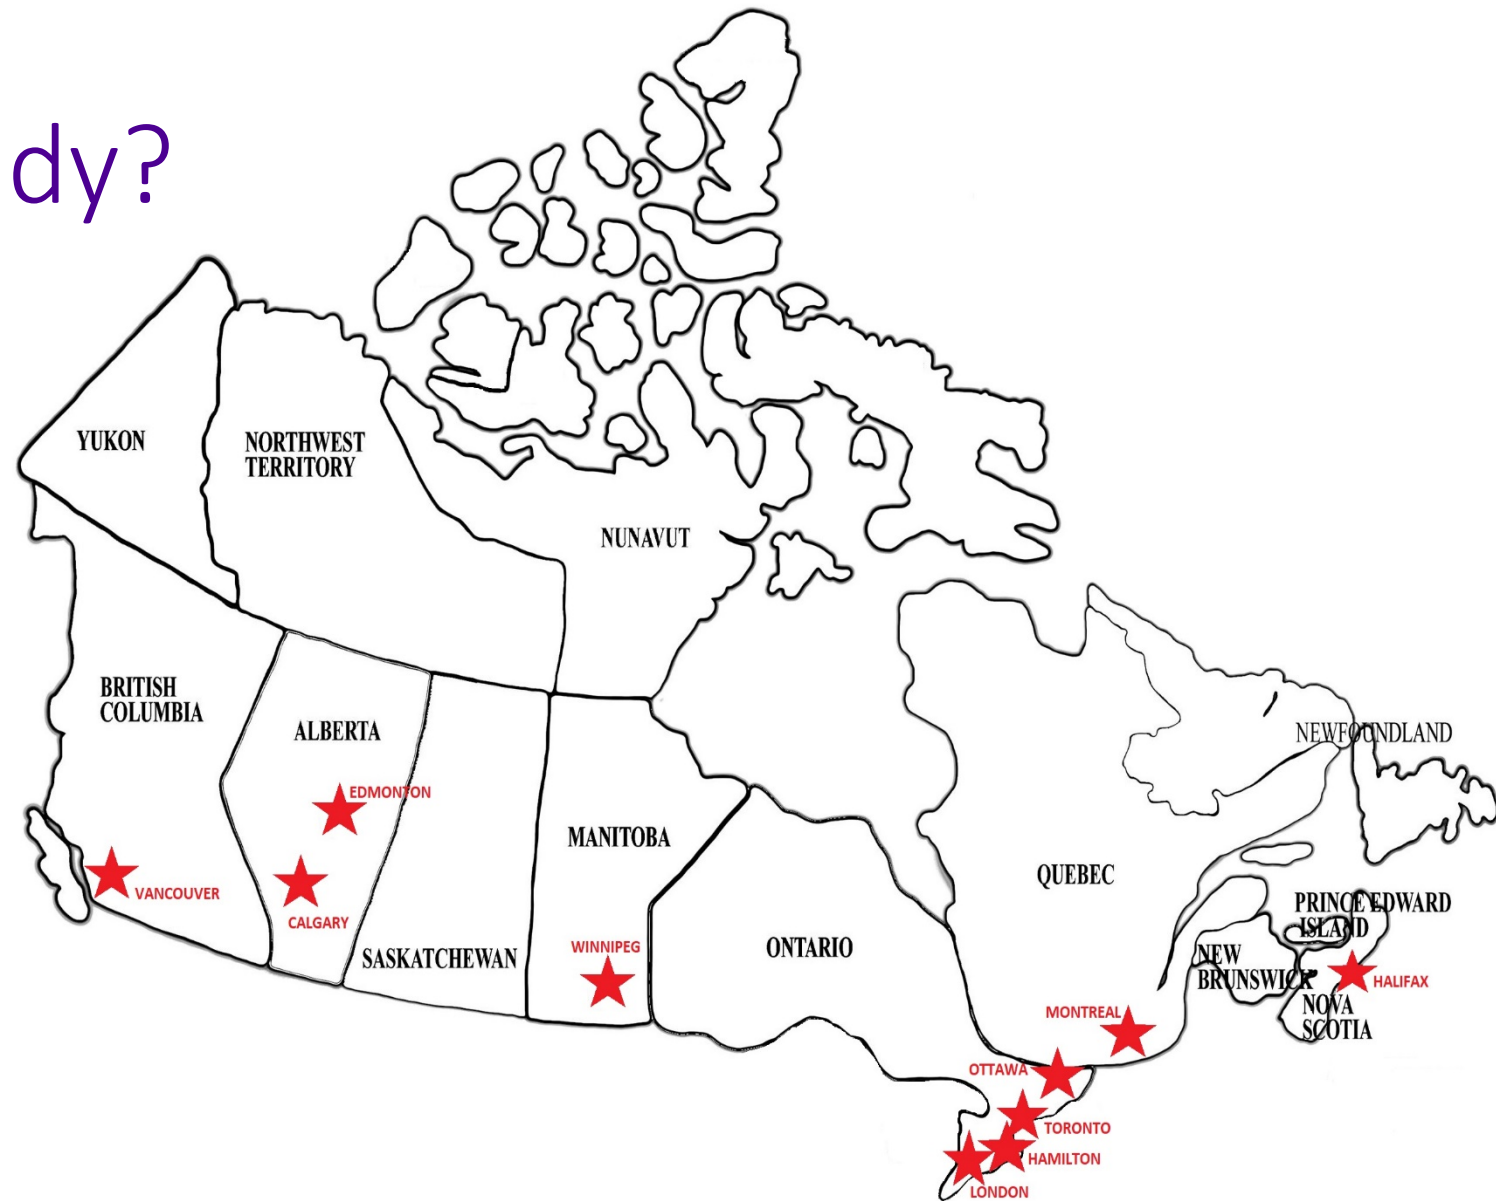 dy?
YUKON
NORTHWEST
TERRITORY
NUNAVUT
BRITISH
COLUMBIA
ALBERTA
NEWFOUNDLAND
EDMONTON
MANITOBA
QUEBEC
VANCOUVER
CALGARY
PRINCE EDWARD
ISLAND
SASKATCHEWAN
WINNIPEG
ONTARIO
NEW
BRUNSWICK
HALIFAX
NOVA
SCOTIA
MONTREAL
OTTAWA
TORONTO
HAMILTON
LONDON